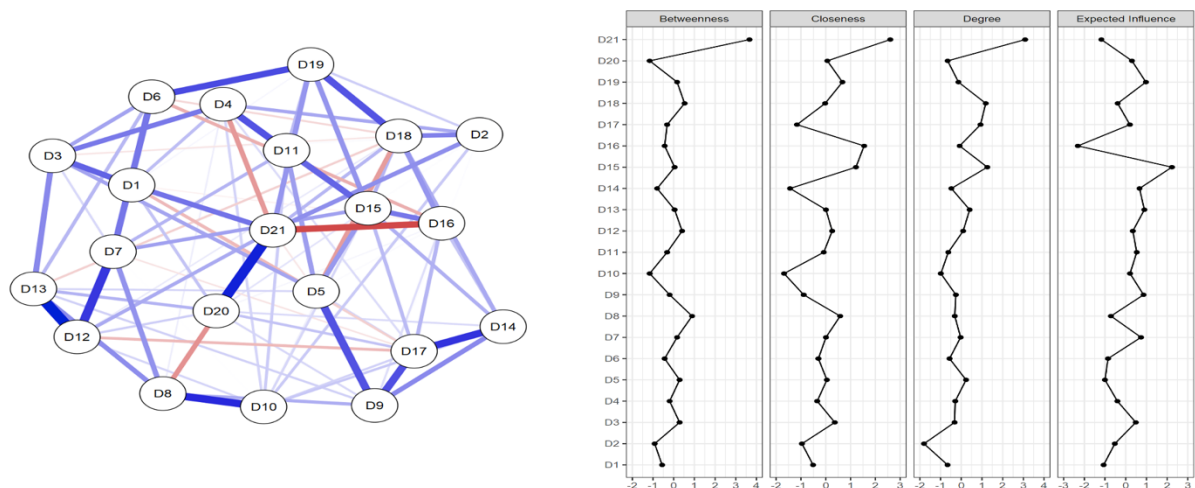 D19
D6
D4
D18
D2
D11
D3
D1
D15
D16
D21
D7
D13
D5
D20
D14
D12
D17
D8
D10
D9
Betweenness Closeness Degree Expected Influence
D21
D20
D19
D18
D17
D16
D15
D14
D13
D12
D11
D10
D9
D8
D7
D6
D5
D4
D3
D2
D1
-2 -1 0 1 2 3 4 -2 -1 0 1 2 3 -2 -1 0 1 2 3 4 -3 -2 -1 0 1 2 3